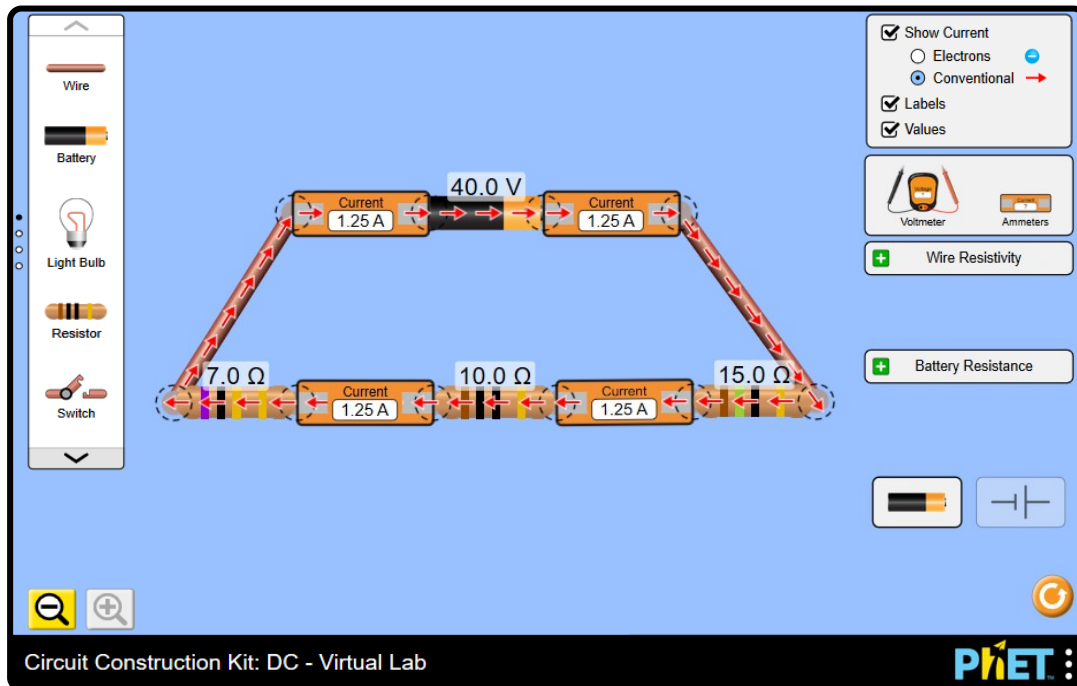 Wire
Battery
Light Bulb
Resistor
Switch
40.0 V
Current
1.25 A
Current
1.25 A
7.0 Ω
10.0 Ω
15.0 Ω
Current
1.25 A
Current
1.25 A
Show Current
Electrons
Conventional
Labels
Values
Voltage
?
Voltmeter
Current
?
Ammeters
Wire Resistivity
Battery Resistance
Circuit Construction Kit: DC - Virtual Lab
PhET